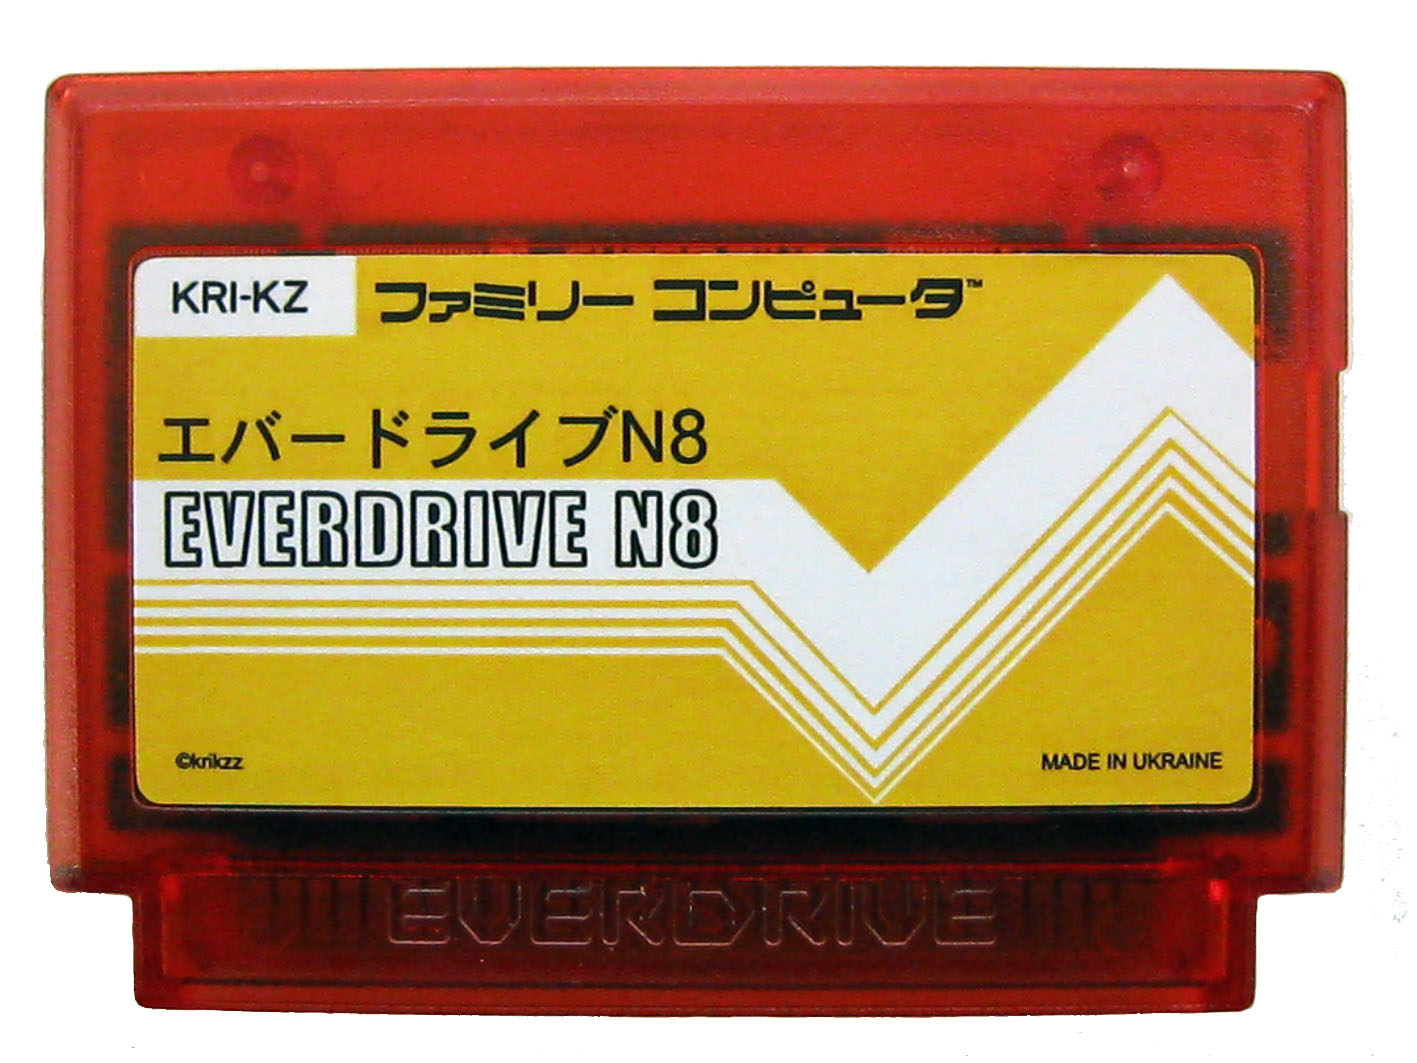 KRI-KZ ファミリー コンピュータ™
エバードライブN8
EVERDRIVE N8
©krikzz MADE IN UKRAINE
EVERDRIVE